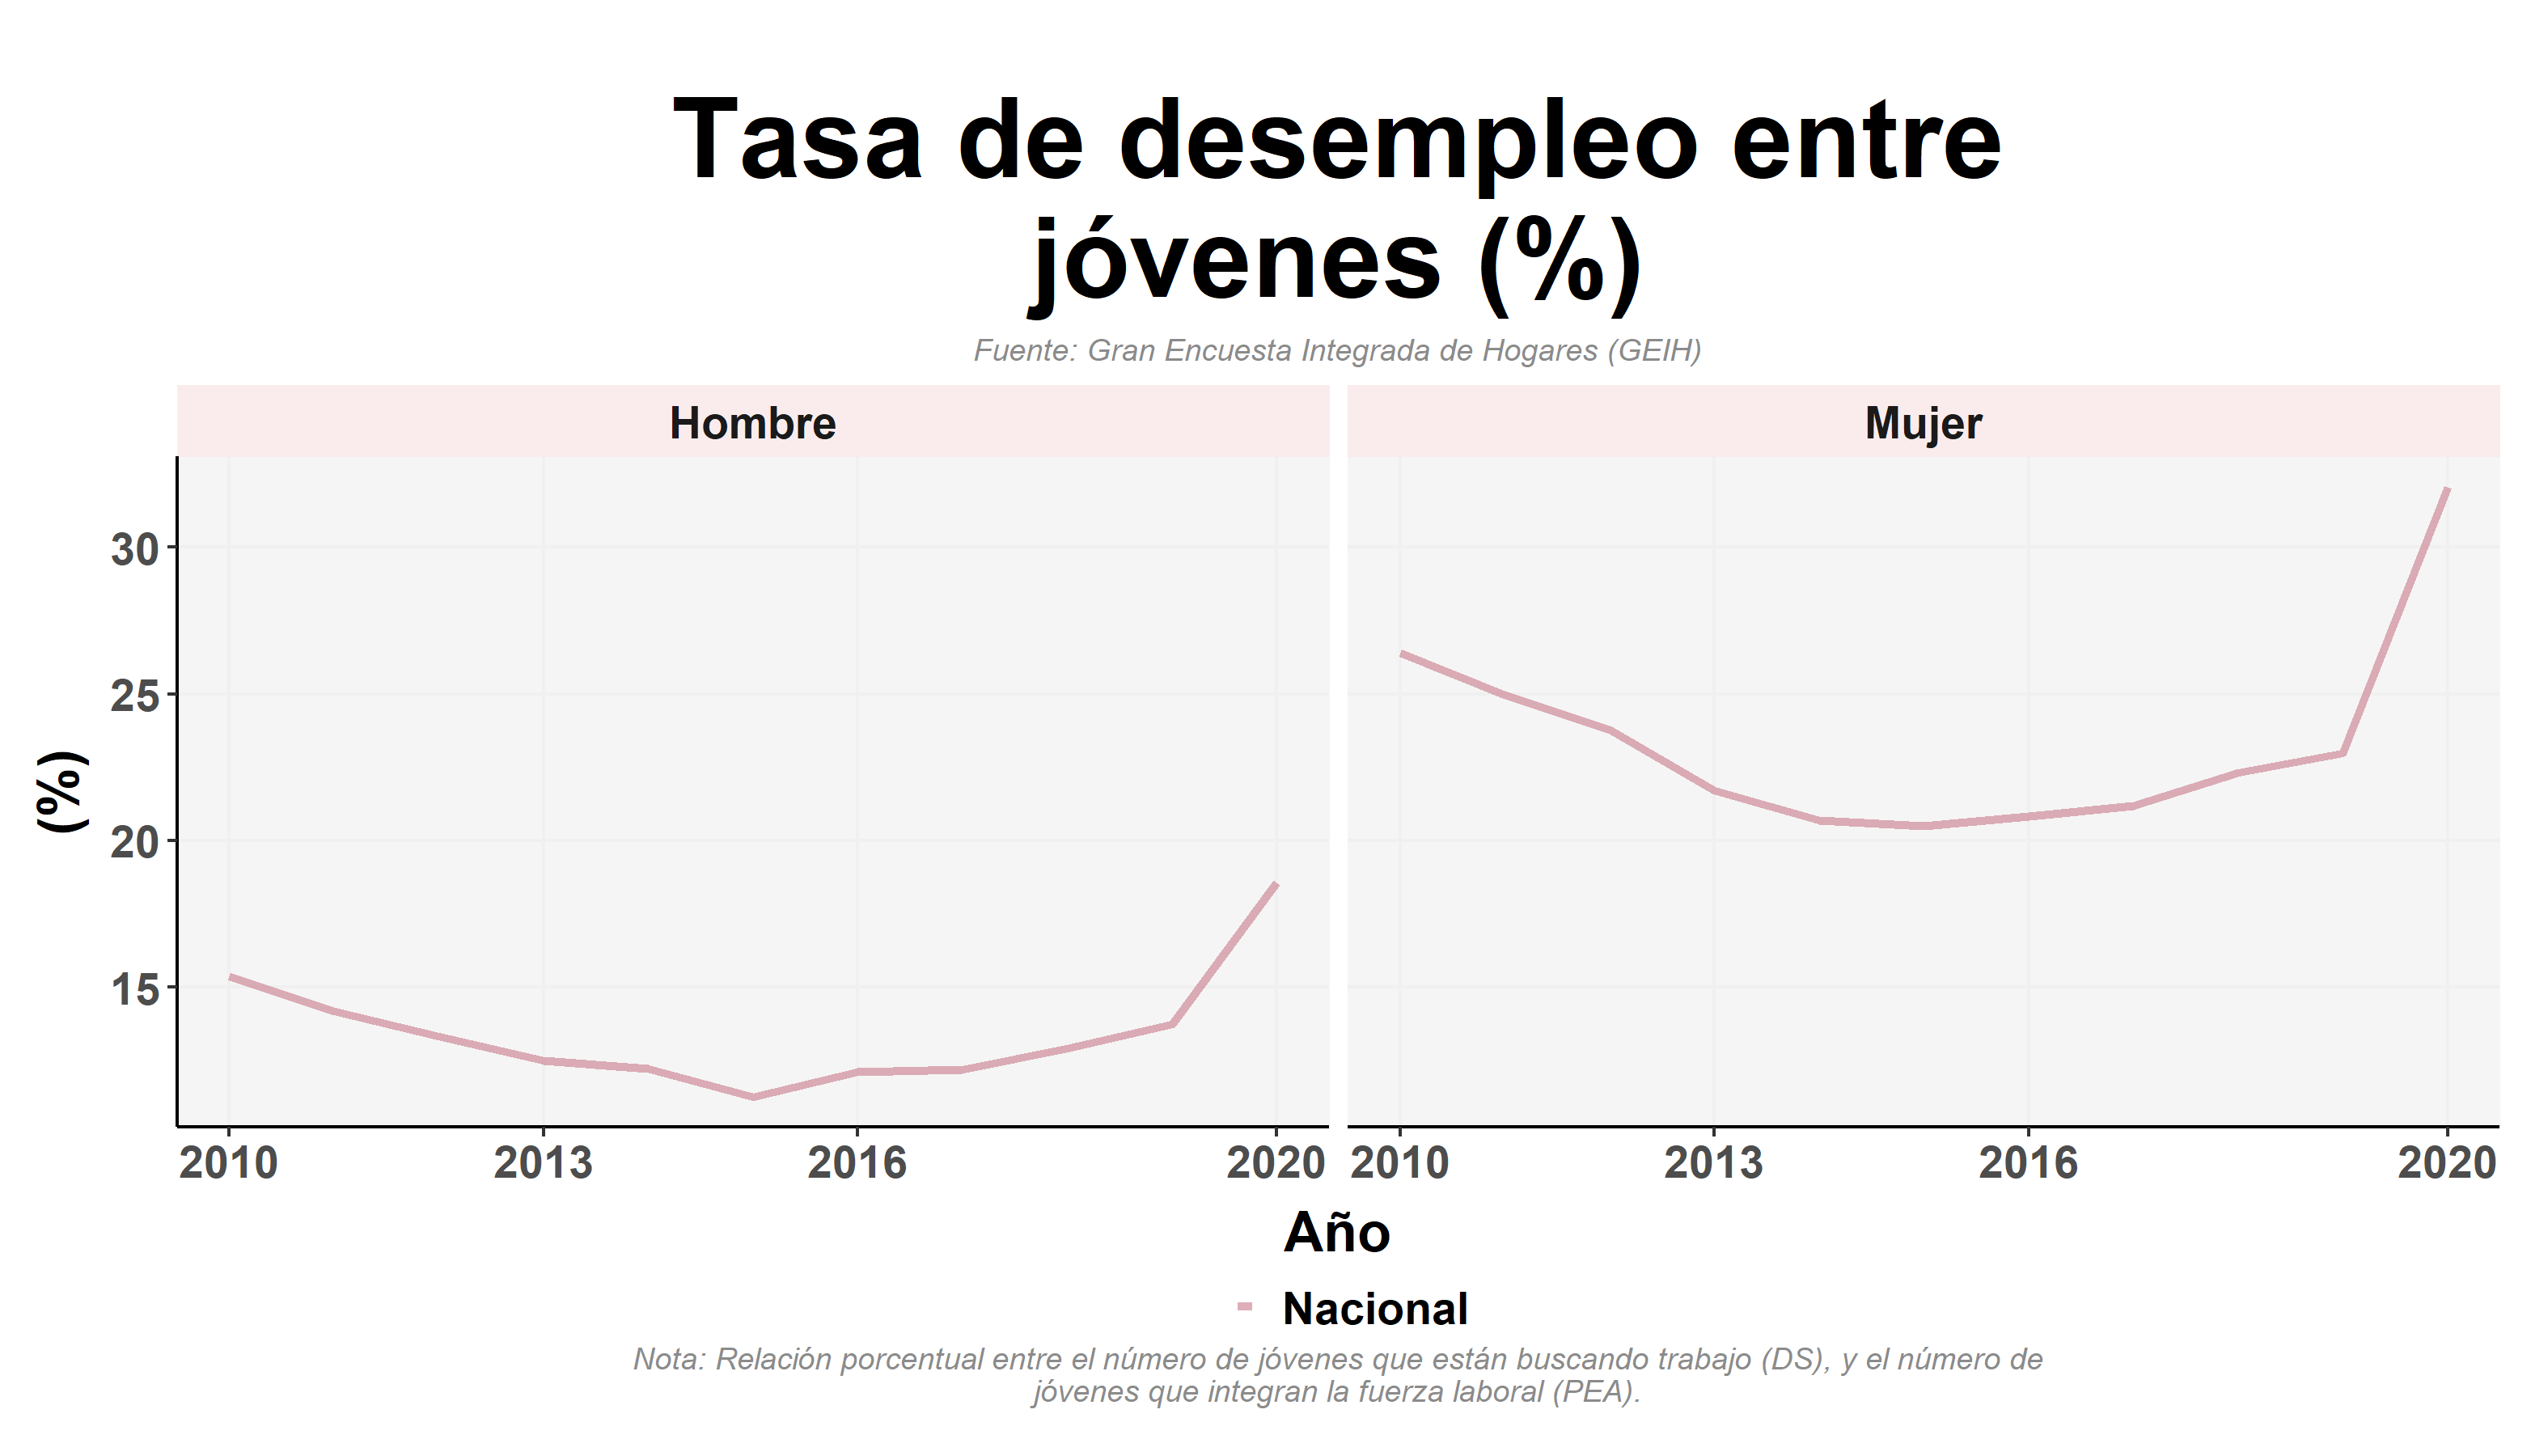 Tasa de desempleo entre
jóvenes (%)
Fuente: Gran Encuesta Integrada de Hogares (GEIH)
Hombre
Mujer
(%)
30
25
20
15
2010
2013
2016
2020
2010
2013
2016
2020
Año
Nacional
Nota: Relación porcentual entre el número de jóvenes que están buscando trabajo (DS), y el número de
jóvenes que integran la fuerza laboral (PEA).